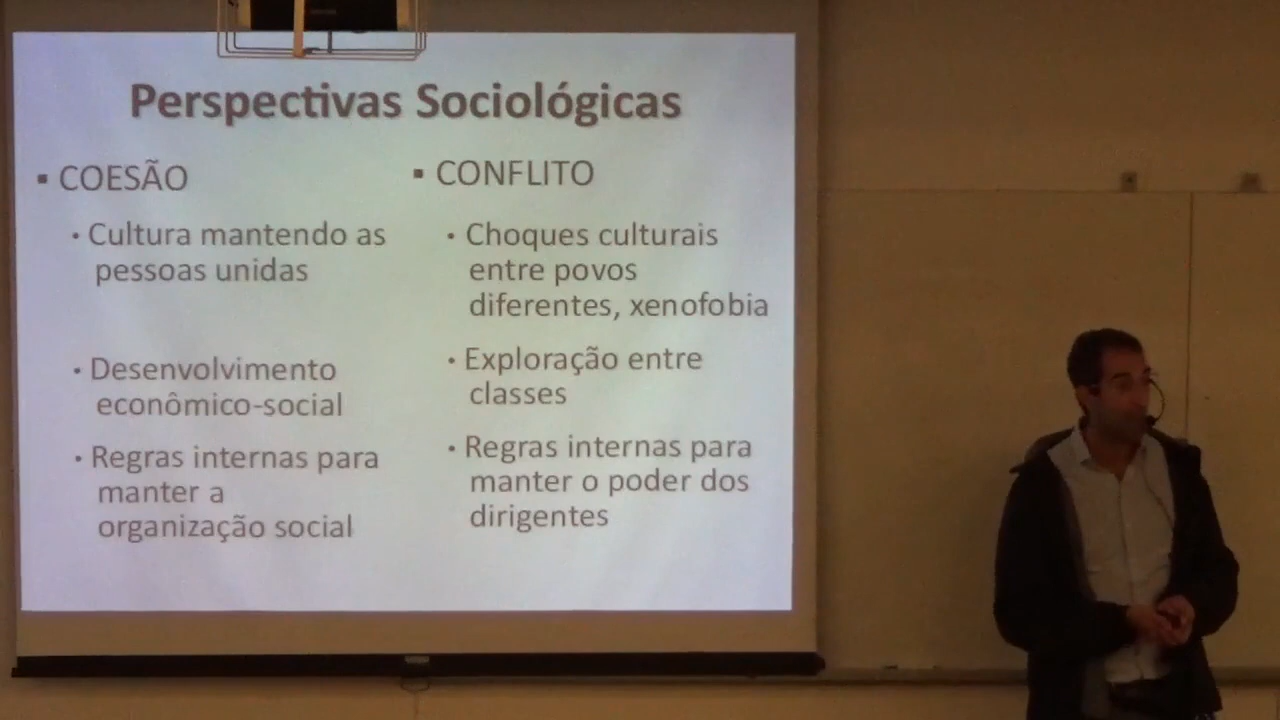 Perspectivas Sociológicas
▪ COESÃO
• Cultura mantendo as
pessoas unidas
• Desenvolvimento
econômico-social
• Regras internas para
manter a
organização social
▪ CONFLITO
• Choques culturais
entre povos
diferentes, xenofobia
• Exploração entre
classes
• Regras internas para
manter o poder dos
dirigentes